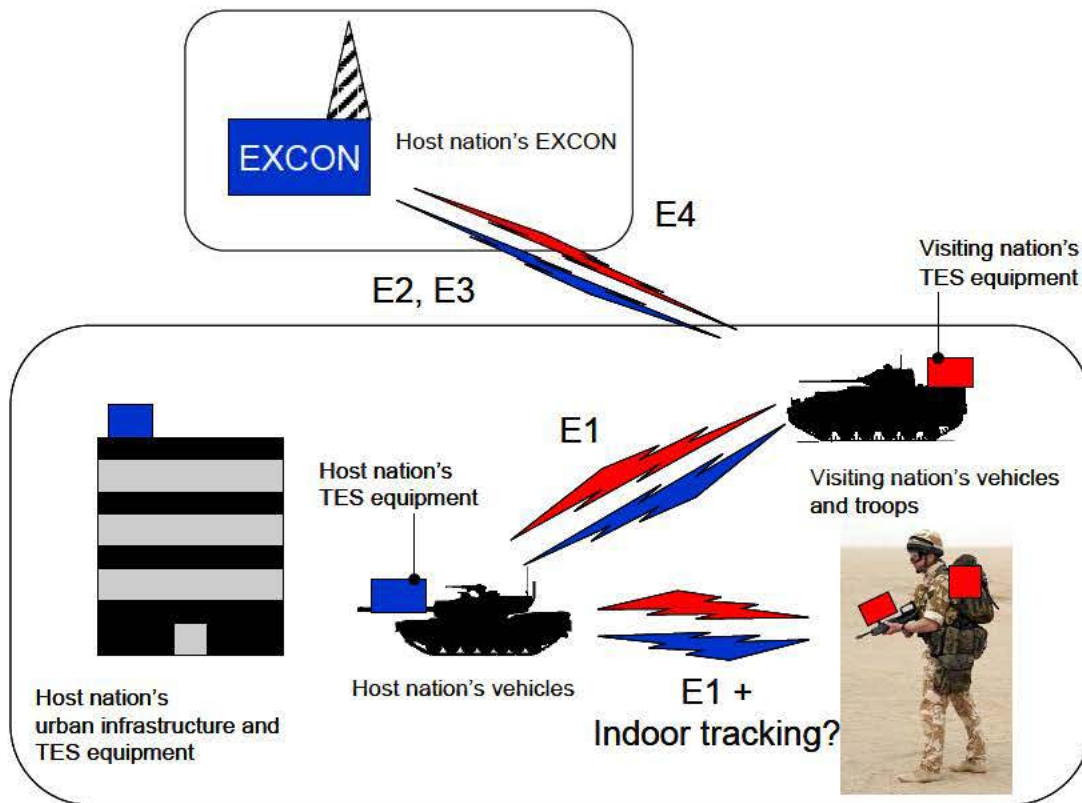 EXCON
Host nation's EXCON
E4
E2, E3
Visiting nation's
TES equipment
E1
Host nation's
TES equipment
Visiting nation's vehicles
and troops
Host nation's vehicles
Host nation's
urban infrastructure and
TES equipment
E1 +
Indoor tracking?